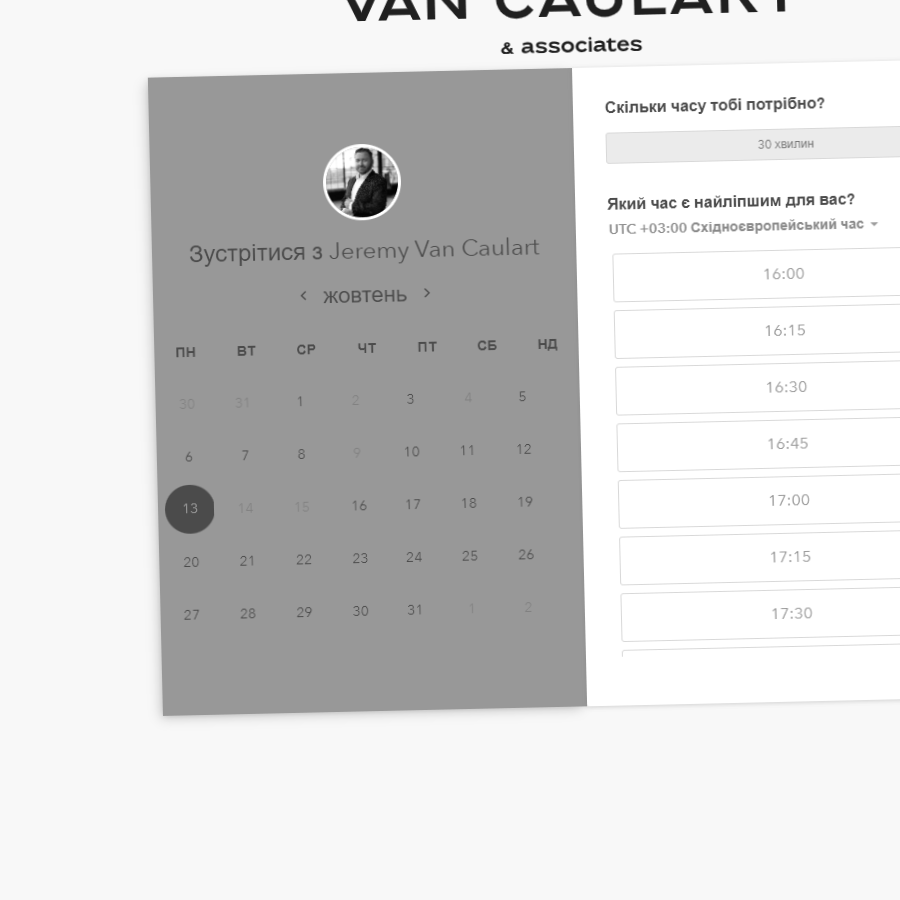 VAN CAULART
& associates
Зустрітися з Jeremy Van Caulart
жовтень
ПН ВТ СР ЧТ ПТ СБ НД
30 31 1 2 3 4 5
6 7 8 9 10 11 12
13 14 15 16 17 18 19
20 21 22 23 24 25 26
27 28 29 30 31 1 2
Скільки часу тобі потрібно?
30 хвилин
Який час є найліпшим для вас?
UTC +03:00 Східноєвропейський час
16:00
16:15
16:30
16:45
17:00
17:15
17:30